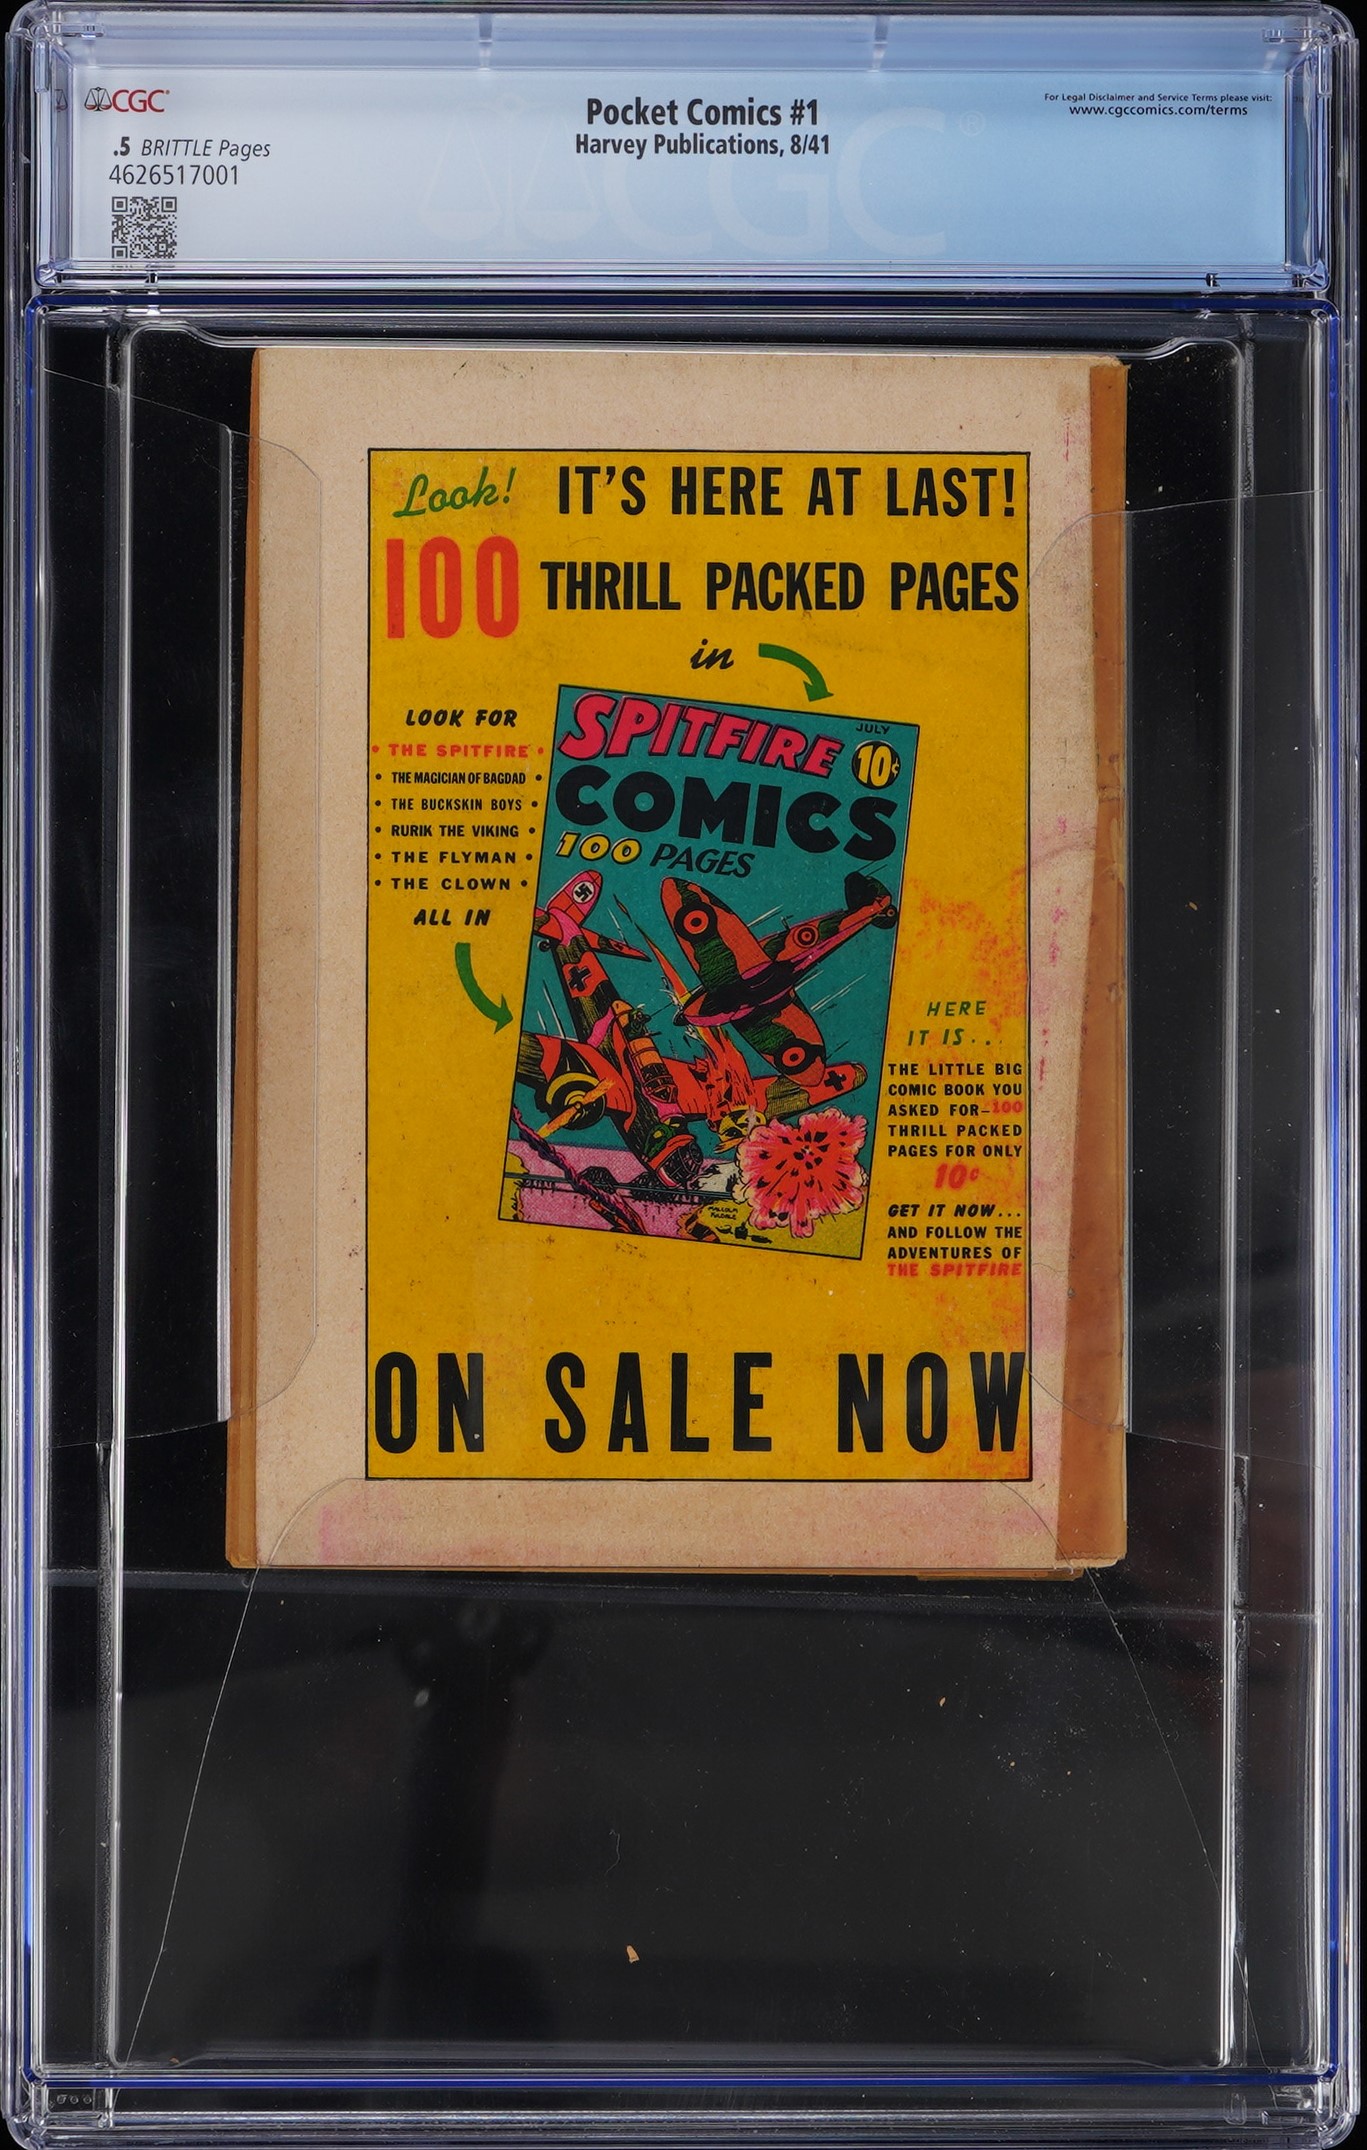 CGC
.5 BRITTLE Pages
4626517001
Pocket Comics #1
Harvey Publications, 8/41
For Legal Disclaimer and Service Terms please visit:
www.cgccomics.com/terms
CGC
Look! IT'S HERE AT LAST!
100 THRILL PACKED PAGES
in
LOOK FOR
• THE SPITFIRE •
• THE MAGICIAN OF BAGDAD •
• THE BUCKSKIN BOYS •
• RURIK THE VIKING •
• THE FLYMAN •
• THE CLOWN •
ALL IN
SPITFIRE
JULY
10¢
COMICS
100 PAGES
MALCOLM
KILDALE
HERE
IT IS...
THE LITTLE BIG
COMIC BOOK YOU
ASKED FOR—100
THRILL PACKED
PAGES FOR ONLY
10¢
GET IT NOW...
AND FOLLOW THE
ADVENTURES OF
THE SPITFIRE
ON SALE NOW